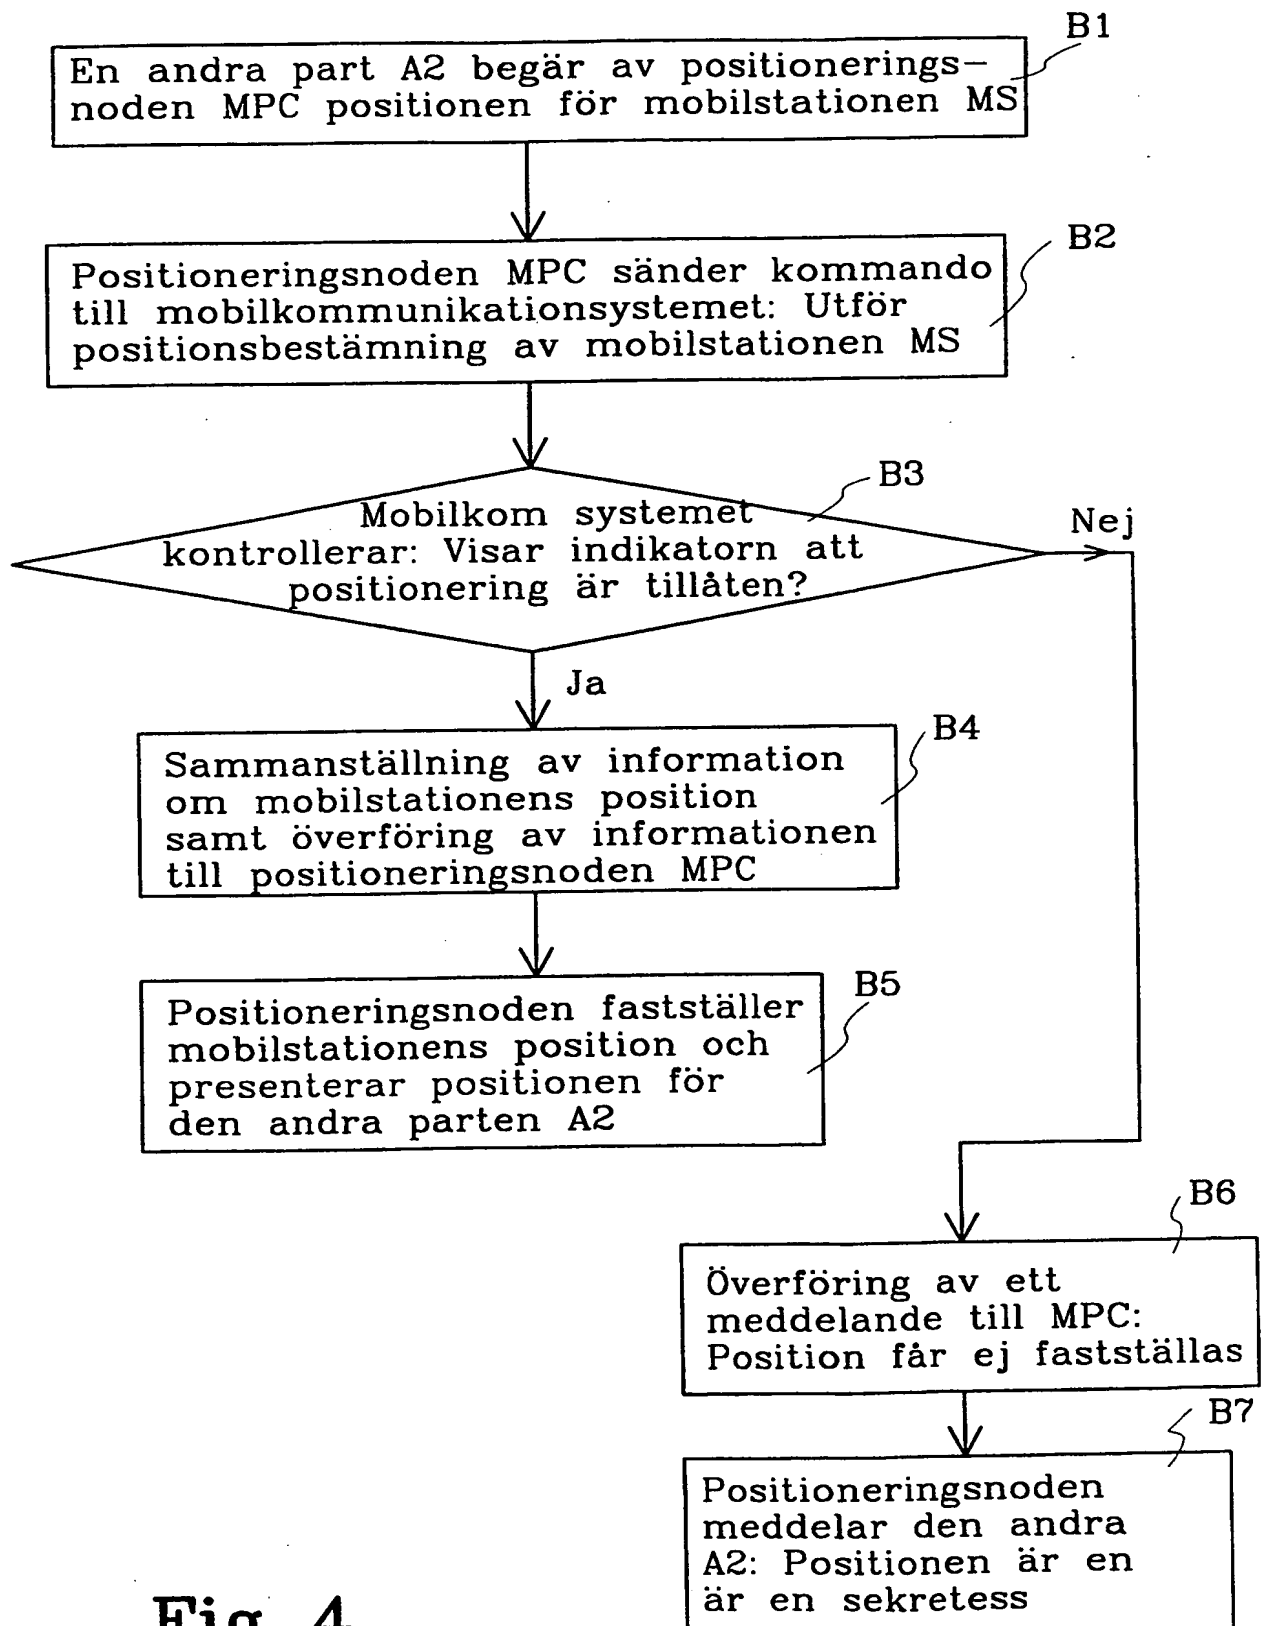 B1
En andra part A2 begär av positionerings-
noden MPC positionen för mobilstationen MS
B2
Positioneringsnoden MPC sänder kommando
till mobilkommunikationsystemet: Utför
positionsbestämning av mobilstationen MS
B3
Mobilkom systemet
kontrollerar: Visar indikatorn att
positionering är tillåten?
Nej
Ja
B4
Sammanställning av information
om mobilstationens position
samt överföring av informationen
till positioneringsnoden MPC
B5
Positioneringsnoden fastställer
mobilstationens position och
presenterar positionen för
den andra parten A2
B6
Överföring av ett
meddelande till MPC:
Position får ej fastställas
B7
Positioneringsnoden
meddelar den andra
A2: Positionen är en
är en sekretess
Fig 4